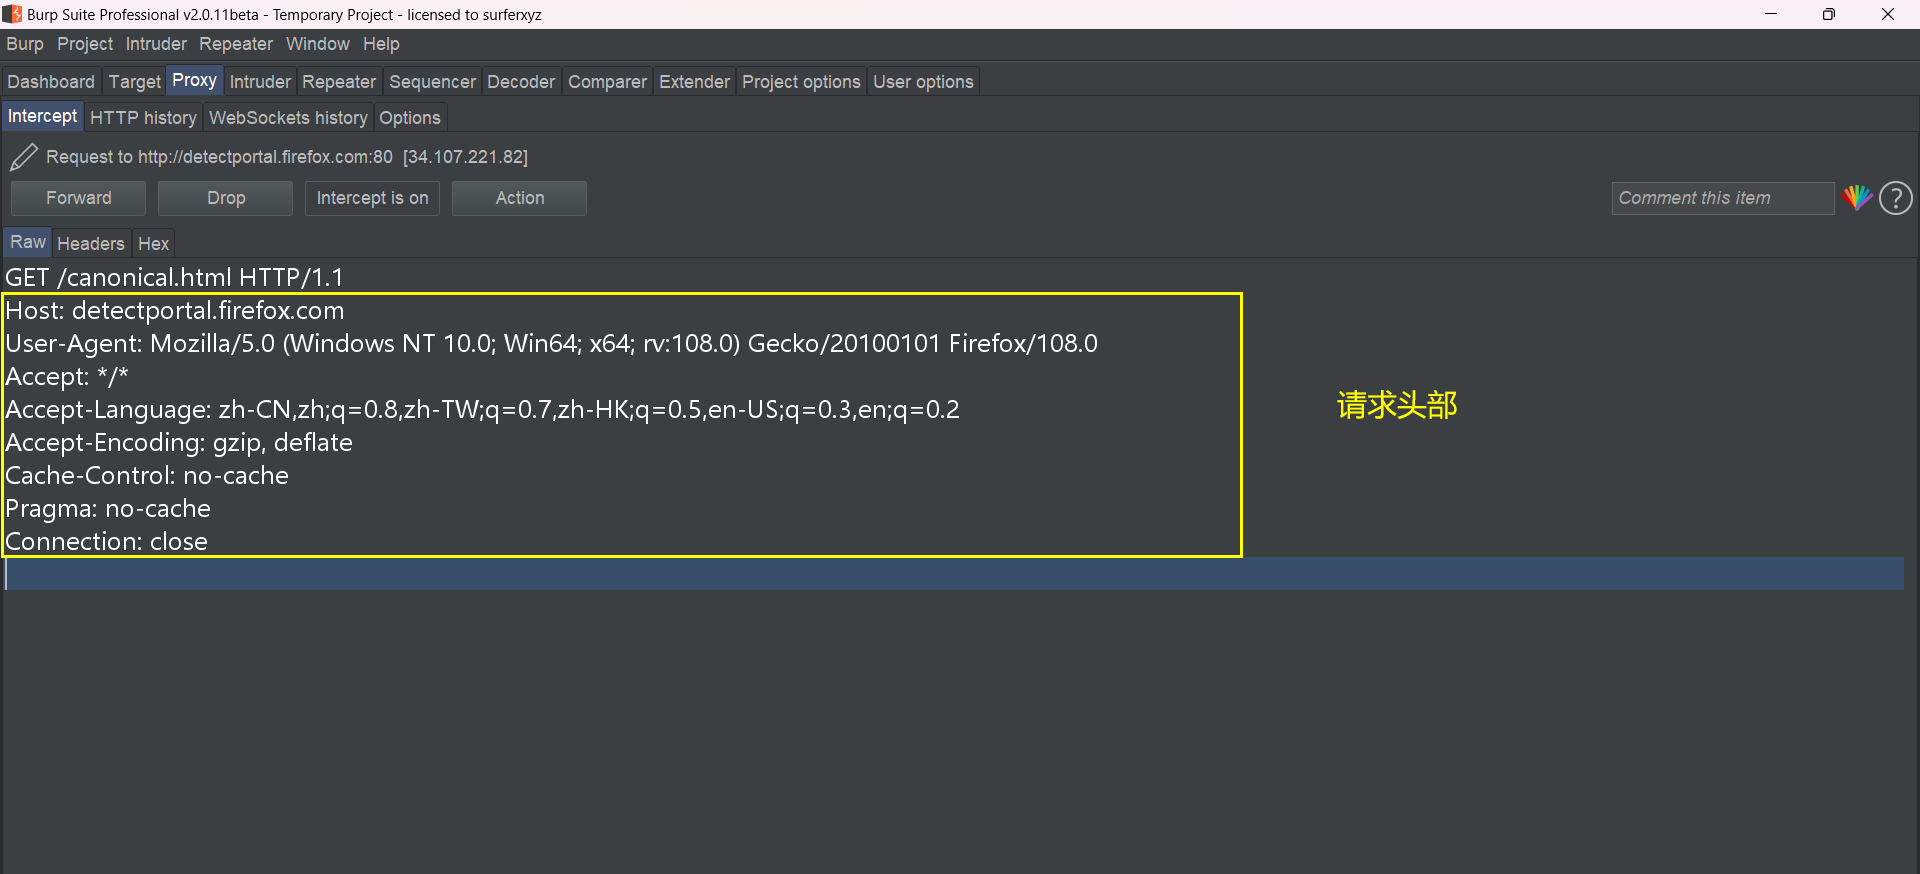 Burp Suite Professional v2.0.11beta - Temporary Project - licensed to surferxyz
Burp Project Intruder Repeater Window Help
Dashboard Target Proxy Intruder Repeater Sequencer Decoder Comparer Extender Project options User options
Intercept HTTP history WebSockets history Options
Request to http://detectportal.firefox.com:80 [34.107.221.82]
Forward Drop Intercept is on Action Comment this item ?
Raw Headers Hex
GET /canonical.html HTTP/1.1
Host: detectportal.firefox.com
User-Agent: Mozilla/5.0 (Windows NT 10.0; Win64; x64; rv:108.0) Gecko/20100101 Firefox/108.0
Accept: */*
请求头部
Accept-Language: zh-CN,zh;q=0.8,zh-TW;q=0.7,zh-HK;q=0.5,en-US;q=0.3,en;q=0.2
Accept-Encoding: gzip, deflate
Cache-Control: no-cache
Pragma: no-cache
Connection: close